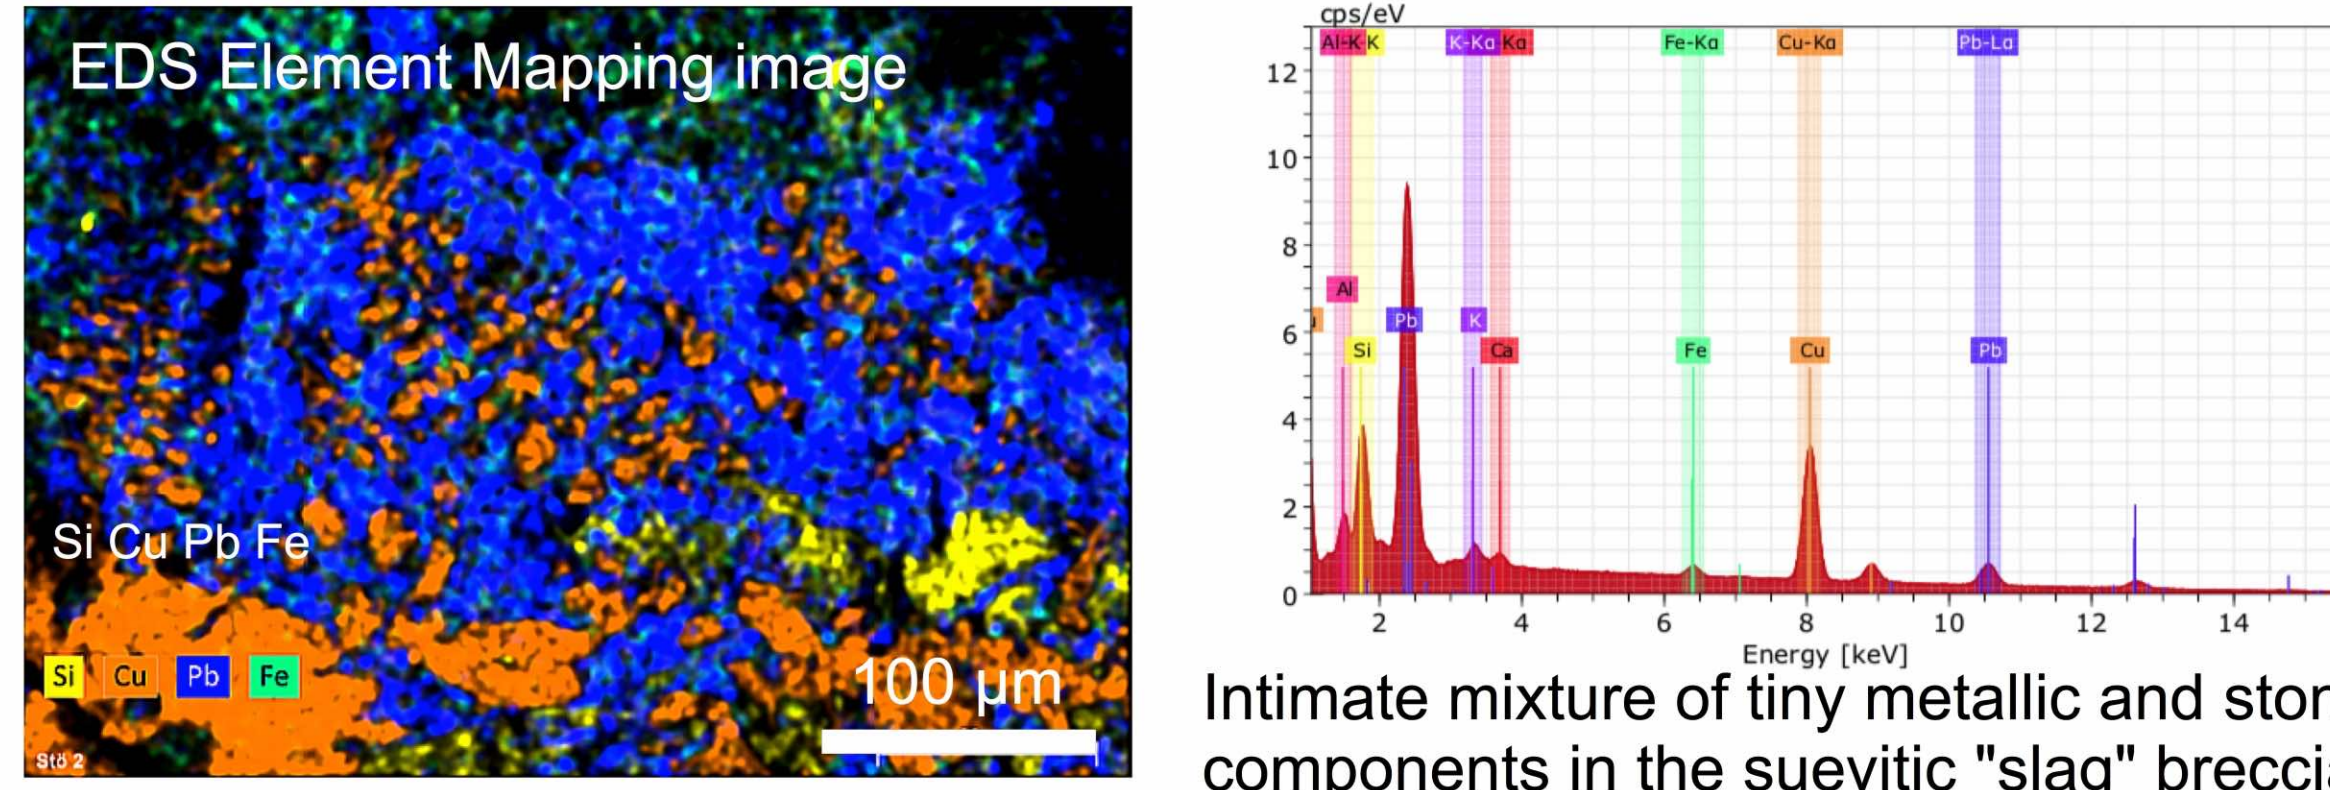 EDS Element Mapping image
Si Cu Pb Fe
Si Cu Pb Fe
100 µm
Stö 2
cps/eV
Al-K-K K-Ka Ka Fe-Ka Cu-Ka Pb-La
12
10
8
6
4
2
0
Al
Pb K
Si Ca Fe Cu Pb
2 4 6 8 10 12 14
Energy [keV]
Intimate mixture of tiny metallic and
components in the suevitic "slag"